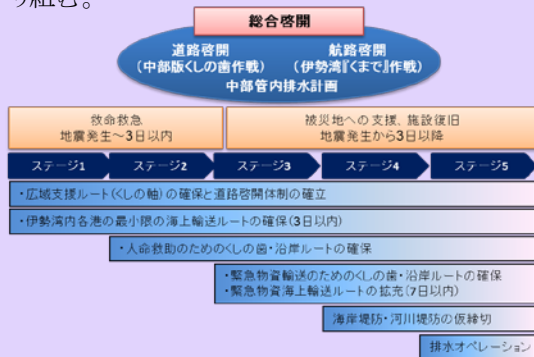 り組む。
総合啓開
道路啓開
（中部版くしの歯作戦）
航路啓開
（伊勢湾『くまで』作戦）
中部管内排水計画
救命救急
地震発生～3日以内
被災地への支援、施設復旧
地震発生から3日以降
ステージ1
ステージ2
ステージ3
ステージ4
ステージ5
・広域支援ルート（くしの軸）の確保と道路啓開体制の確立
・伊勢湾内各港の最小限の海上輸送ルートの確保（3日以内）
・人命救助のためのくしの歯・沿岸ルートの確保
・緊急物資輸送のためのくしの歯・沿岸ルートの確保
・緊急物資海上輸送ルートの拡充（7日以内）
海岸堤防・河川堤防の仮締切
排水オペレーション